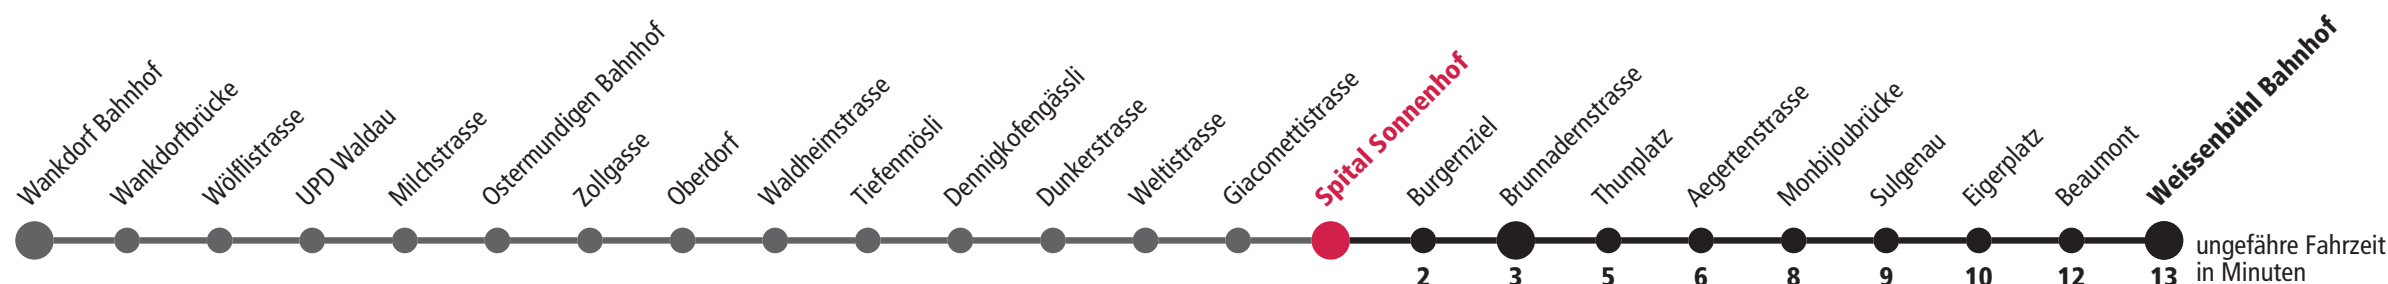 Wankdorf Bahnhof
Wankdorfbrücke
Wölflistrasse
UPD Waldau
Milchstrasse
Ostermundigen Bahnhof
Zollgasse
Oberdorf
Waldheimstrasse
Tiefenmösli
Dennigkofengässli
Dunkerstrasse
Weltistrasse
Giacomettistrasse
Spital Sonnenhof
Burgernziel
Brunnadernstrasse
Thunplatz
Aegertenstrasse
Monbijoubrücke
Sulgenau
Eigerplatz
Beaumont
Weissenbühl Bahnhof
2 3 5 6 8 9 10 12 13
ungefähre Fahrzeit
in Minuten